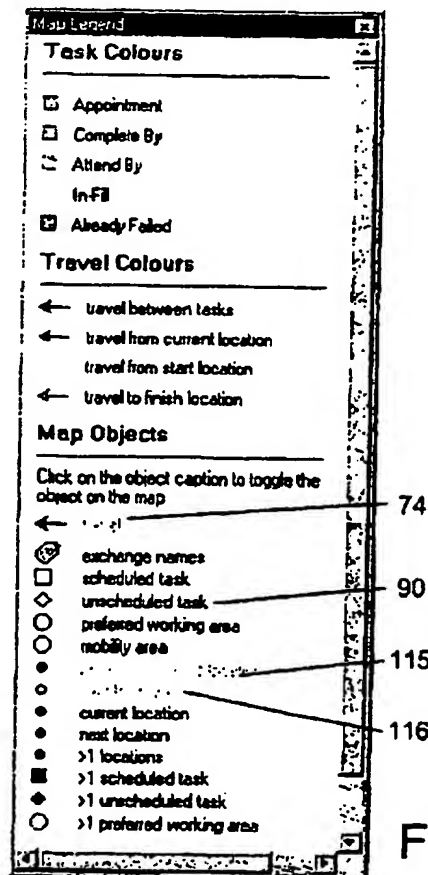 Map Legend
Task Colours
Appointment
Complete By
Attend By
In-Fill
Already Failed
Travel Colours
travel between tasks
travel from current location
travel from start location
travel to finish location
Map Objects
Click on the object caption to toggle the
object on the map
74
exchange names
scheduled task
unscheduled task 90
preferred working area
mobility area
115
116
current location
next location
>1 locations
>1 scheduled task
>1 unscheduled task
>1 preferred working area
F